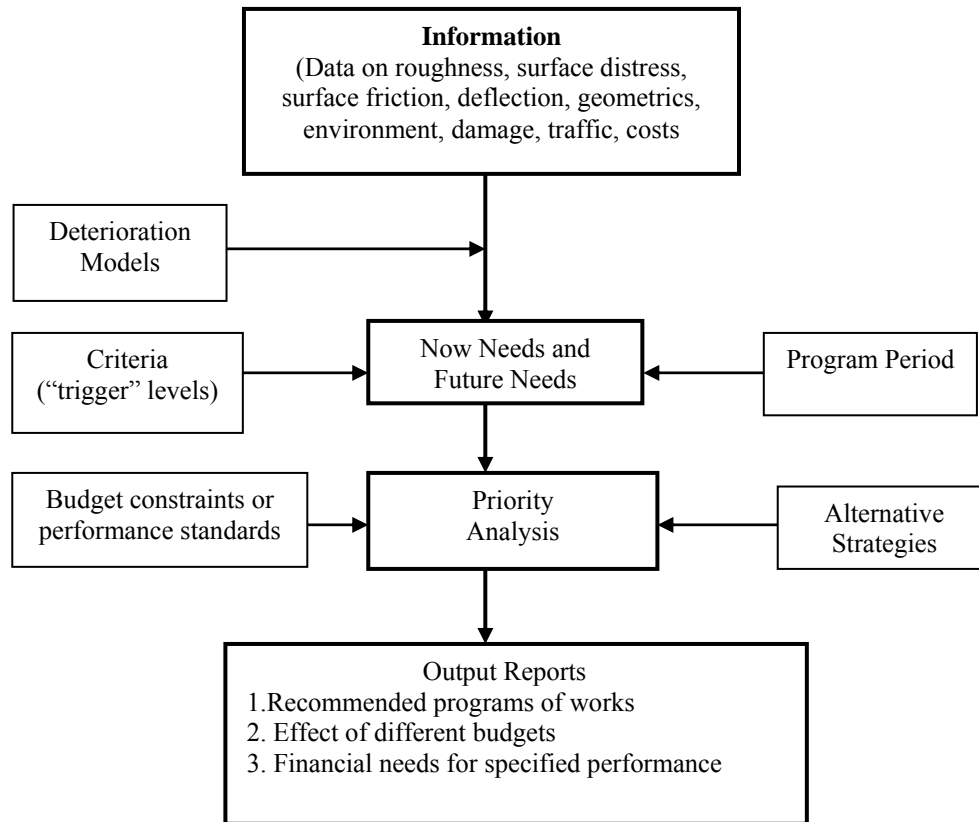 Information
(Data on roughness, surface distress,
surface friction, deflection, geometrics,
environment, damage, traffic, costs
Deterioration
Models
Now Needs and
Future Needs
Criteria
(“trigger” levels)
Program Period
Budget constraints or
performance standards
Priority
Analysis
Alternative
Strategies
Output Reports
1.Recommended programs of works
2. Effect of different budgets
3. Financial needs for specified performance